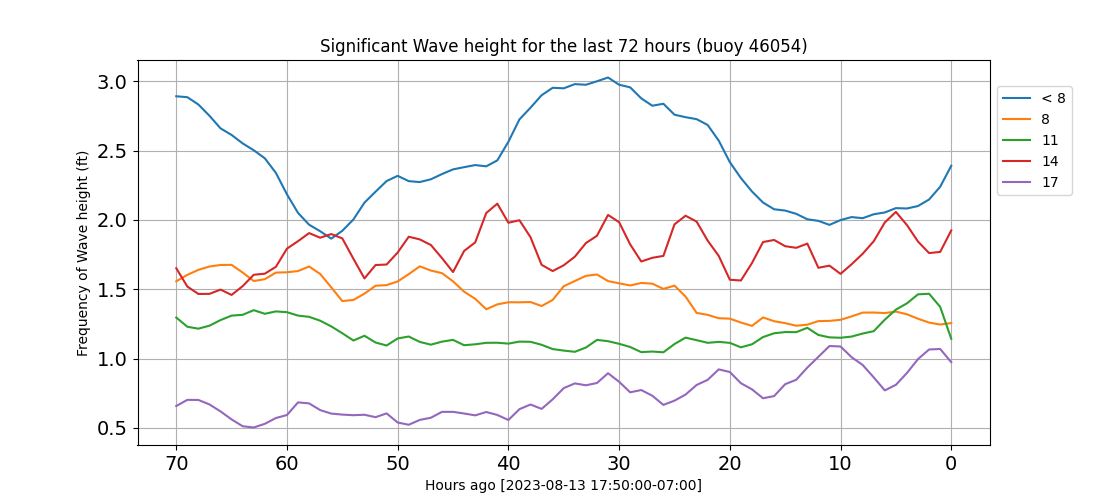 Significant Wave height for the last 72 hours (buoy 46054)
Frequency of Wave height (ft)
3.0
2.5
2.0
1.5
1.0
0.5
70 60 50 40 30 20 10 0
Hours ago [2023-08-13 17:50:00-07:00]
< 8
8
11
14
17